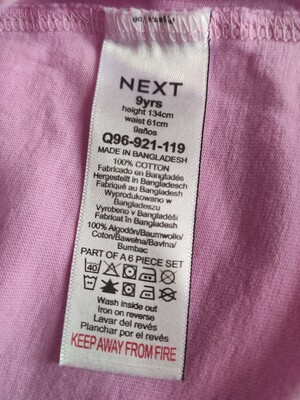 NEXT
9yrs
height 134cm
waist 61cm
9años
Q96-921-119
MADE IN BANGLADESH
100% COTTON
Fabricado en Bangladés
Hergestellt in Bangladesch
Fabriqué au Bangladesh
Wyprodukowano w
Bangladeszu
Vyrobeno v Bangladéši
Fabricat în Bangladesh
100% Algodón/Baumwolle/
Coton/Bawełna/Bavlna/
Bumbac
PART OF A 6 PIECE SET
40
Wash inside out
Iron on reverse
Lavar del revés
Planchar por el revés
KEEP AWAY FROM FIRE